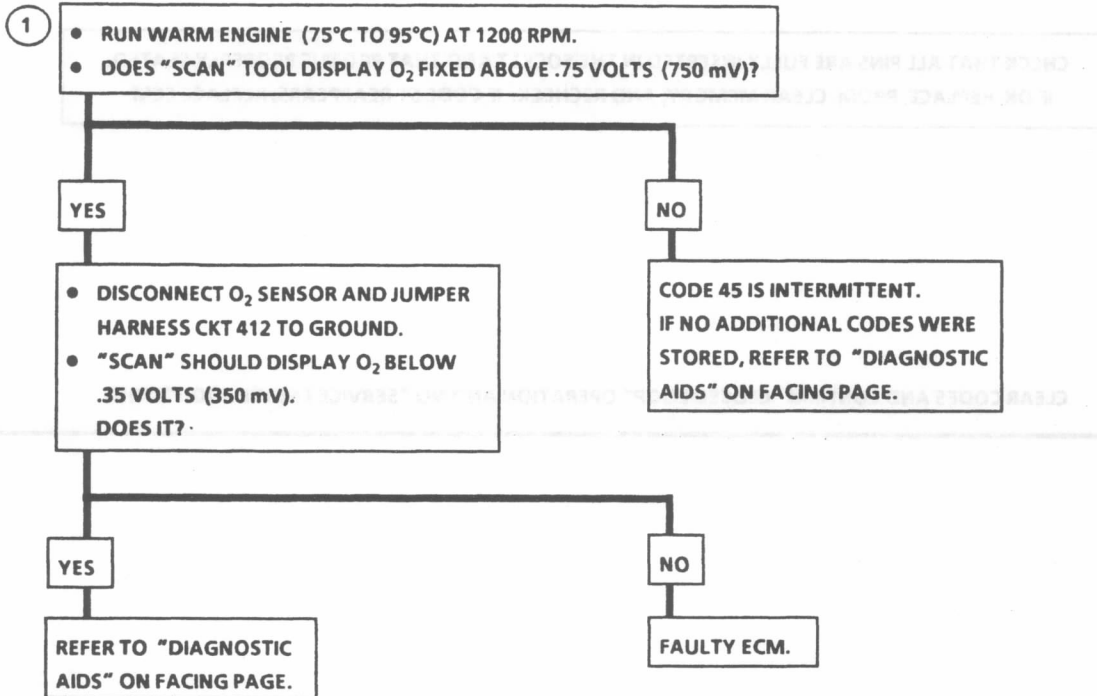 1
• RUN WARM ENGINE (75°C TO 95°C) AT 1200 RPM.
• DOES "SCAN" TOOL DISPLAY O₂ FIXED ABOVE .75 VOLTS (750 mV)?
YES
NO
• DISCONNECT O₂ SENSOR AND JUMPER
HARNESS CKT 412 TO GROUND.
• "SCAN" SHOULD DISPLAY O₂ BELOW
.35 VOLTS (350 mV).
DOES IT?
CODE 45 IS INTERMITTENT.
IF NO ADDITIONAL CODES WERE
STORED, REFER TO "DIAGNOSTIC
AIDS" ON FACING PAGE.
YES
NO
REFER TO "DIAGNOSTIC
AIDS" ON FACING PAGE.
FAULTY ECM.